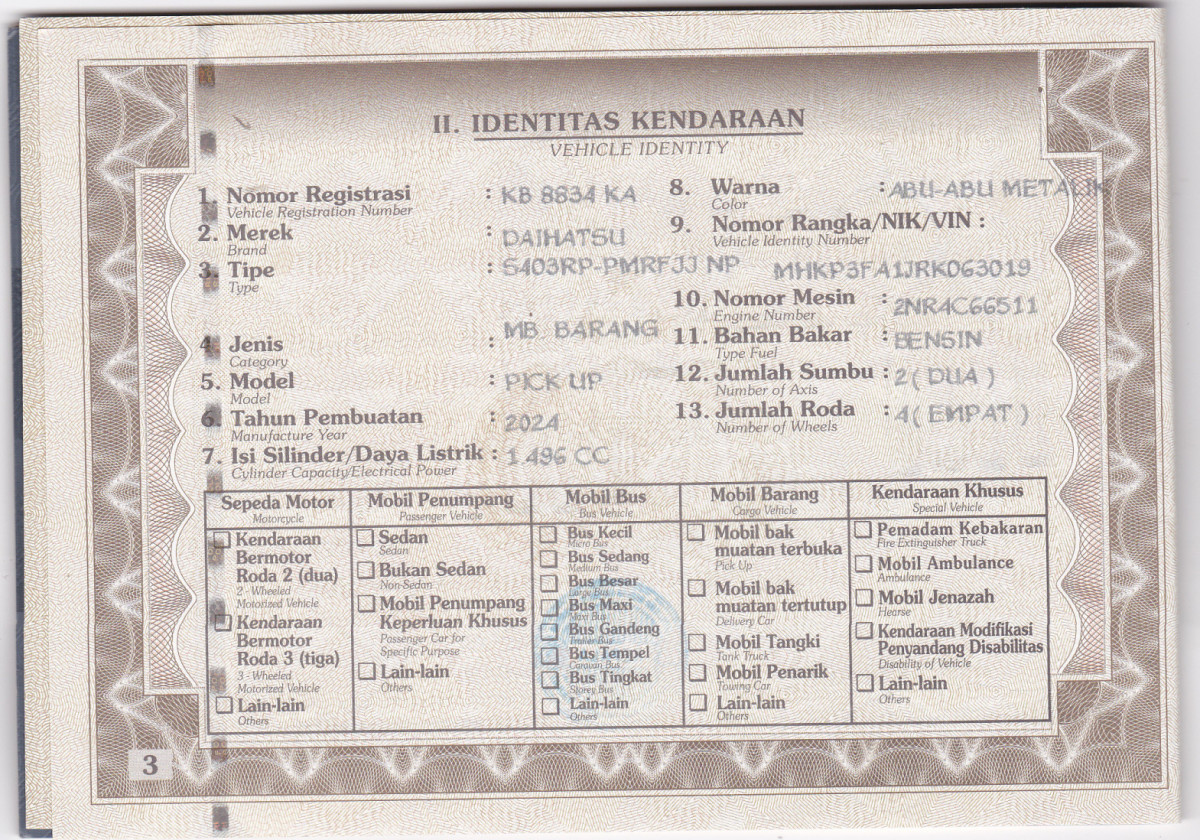 II. IDENTITAS KENDARAAN
VEHICLE IDENTITY
1. Nomor Registrasi : KB 8834 KA
Vehicle Registration Number
2. Merek : DAIHATSU
Brand
3. Tipe : S403RP-PMRFJJ NP
Type
4. Jenis : MB. BARANG
Category
5. Model : PICK UP
Model
6. Tahun Pembuatan : 2024
Manufacture Year
7. Isi Silinder/Daya Listrik : 1.496 CC
Cylinder Capacity/Electrical Power
8. Warna : ABU-ABU METALIK
Color
9. Nomor Rangka/NIK/VIN :
Vehicle Identity Number
MHKP3FA1JRK063019
10. Nomor Mesin : 2NR4C66511
Engine Number
11. Bahan Bakar : BENSIN
Type Fuel
12. Jumlah Sumbu : 2 ( DUA )
Number of Axis
13. Jumlah Roda : 4 ( EMPAT )
Number of Wheels
Sepeda Motor
Motorcycle
Kendaraan
Bermotor
Roda 2 (dua)
2 - Wheeled
Motorized Vehicle
Kendaraan
Bermotor
Roda 3 (tiga)
3 - Wheeled
Motorized Vehicle
Lain-lain
Others
Mobil Penumpang
Passenger Vehicle
Sedan
Sedan
Bukan Sedan
Non-Sedan
Mobil Penumpang
Keperluan Khusus
Passenger Car for
Specific Purpose
Lain-lain
Others
Mobil Bus
Bus Vehicle
Bus Kecil
Micro Bus
Bus Sedang
Medium Bus
Bus Besar
Large Bus
Bus Maxi
Maxi Bus
Bus Gandeng
Trailer Bus
Bus Tempel
Caravan Bus
Bus Tingkat
Storey Bus
Lain-lain
Others
Mobil Barang
Cargo Vehicle
Mobil bak
muatan terbuka
Pick Up
Mobil bak
muatan tertutup
Delivery Car
Mobil Tangki
Tank Truck
Mobil Penarik
Towing Car
Lain-lain
Others
Kendaraan Khusus
Special Vehicle
Pemadam Kebakaran
Fire Extinguisher Truck
Mobil Ambulance
Ambulance
Mobil Jenazah
Hearse
Kendaraan Modifikasi
Penyandang Disabilitas
Disability of Vehicle
Lain-lain
Others
3